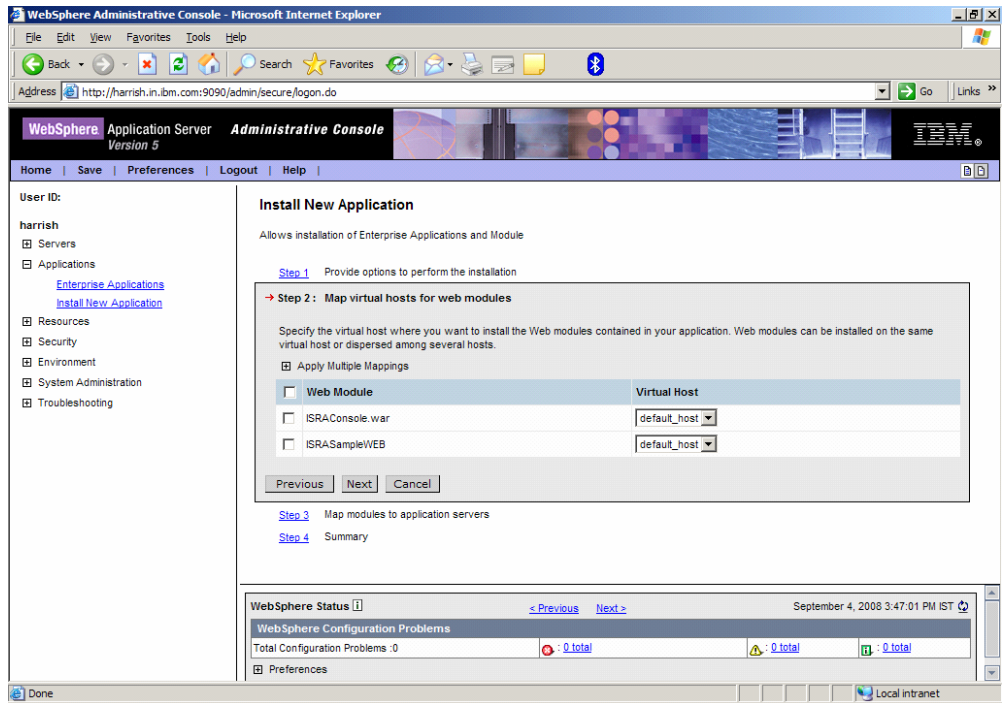 WebSphere Administrative Console - Microsoft Internet Explorer
File Edit View Favorites Tools Help
Back Search Favorites
Address http://harrish.in.ibm.com:9090/admin/secure/logon.do Go Links »
WebSphere Application Server Administrative Console
Version 5
IBM
Home | Save | Preferences | Logout | Help |
User ID:
harrish
Servers
Applications
Enterprise Applications
Install New Application
Resources
Security
Environment
System Administration
Troubleshooting
Install New Application
Allows installation of Enterprise Applications and Module
Step 1 Provide options to perform the installation
Step 2 : Map virtual hosts for web modules
Specify the virtual host where you want to install the Web modules contained in your application. Web modules can be installed on the same
virtual host or dispersed among several hosts.
Apply Multiple Mappings
Web Module Virtual Host
ISRAConsole.war default_host
ISRASampleWEB default_host
Previous Next Cancel
Step 3 Map modules to application servers
Step 4 Summary
WebSphere Status i < Previous Next > September 4, 2008 3:47:01 PM IST
WebSphere Configuration Problems
Total Configuration Problems :0 : 0 total : 0 total : 0 total
Preferences
Done Local intranet